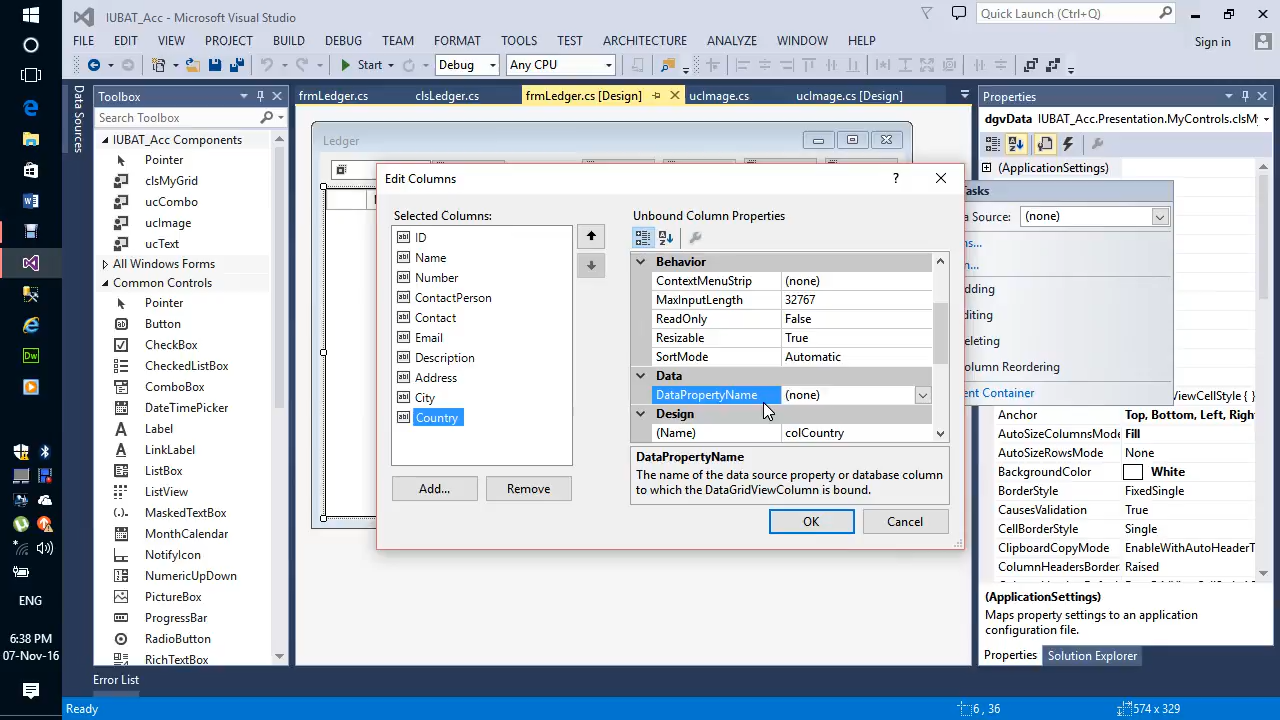 IUBAT_Acc - Microsoft Visual Studio
Quick Launch (Ctrl+Q)
FILE EDIT VIEW PROJECT BUILD DEBUG TEAM FORMAT TOOLS TEST ARCHITECTURE ANALYZE WINDOW HELP
Sign in
Start Debug Any CPU
Data Sources
Toolbox
Search Toolbox
IUBAT_Acc Components
Pointer
clsMyGrid
ucCombo
ucImage
ucText
All Windows Forms
Common Controls
Pointer
Button
CheckBox
CheckedListBox
ComboBox
DateTimePicker
Label
LinkLabel
ListBox
ListView
MaskedTextBox
MonthCalendar
NotifyIcon
NumericUpDown
PictureBox
ProgressBar
RadioButton
RichTextBox
frmLedger.cs clsLedger.cs frmLedger.cs [Design] ucImage.cs ucImage.cs [Design]
Ledger
Edit Columns
?
Selected Columns:
ID
Name
Number
ContactPerson
Contact
Email
Description
Address
City
Country
Add... Remove
Unbound Column Properties
Behavior
ContextMenuStrip (none)
MaxInputLength 32767
ReadOnly False
Resizable True
SortMode Automatic
Data
DataPropertyName (none)
Design
(Name) colCountry
DataPropertyName
The name of the data source property or database column
to which the DataGridViewColumn is bound.
OK Cancel
asks
a Source: (none)
ns...
n...
dding
diting
eleting
olumn Reordering
ent Container
Properties
dgvData IUBAT_Acc.Presentation.MyControls.clsMy
(ApplicationSettings)
ViewCellStyle {
Anchor Top, Bottom, Left, Righ
AutoSizeColumnsMode Fill
AutoSizeRowsMode None
BackgroundColor White
BorderStyle FixedSingle
CausesValidation True
CellBorderStyle Single
ClipboardCopyMode EnableWithAutoHeaderT
ColumnHeadersBorder Raised
(ApplicationSettings)
Maps property settings to an application
configuration file.
Properties Solution Explorer
Error List
Ready 6 , 36 574 x 329
ENG
6:38 PM
07-Nov-16